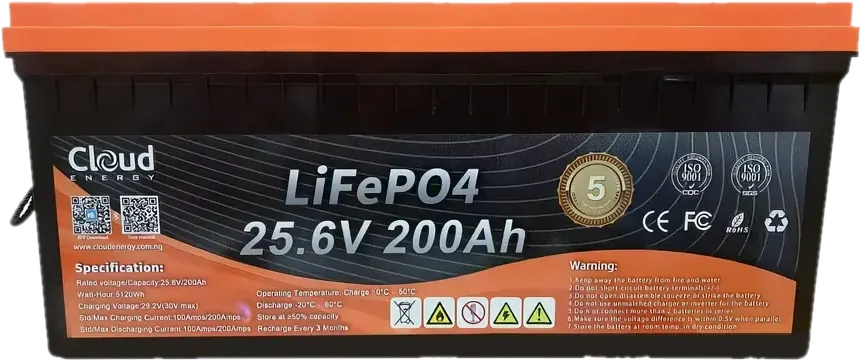 Cloud
ENERGY
www.cloudenergy.com.ng
LiFePO4
25.6V 200Ah
5
ISO
9001
ISO
9001
SGS
CE FC
RoHS
Specification:
Rated voltage/Capacity:25.6V/200Ah
Watt-Hour:5120Wh
Charging Voltage:29.2V(30V max)
Std/Max Charging Current:100Amps/200Amps
Std/Max Discharging Current:100Amps/200Amps
Operating Temperature: Charge 0°C ~ 60°C
Discharge -20°C ~ 60°C
Store at ≥50% capacity
Recharge Every 3 Months
Warning:
1.Keep away the battery from fire and water
2.Do not short circuit battery terminals(+/-)
3.Do not open, disassemble, squeeze, or strike the battery
4.Do not use unmatched charger or inverter for the battery
5.Do not connect more than 2 batteries in series
6.Make sure the voltage difference is within 0.5V when parallel
7.Store the battery at room temp, in dry condition